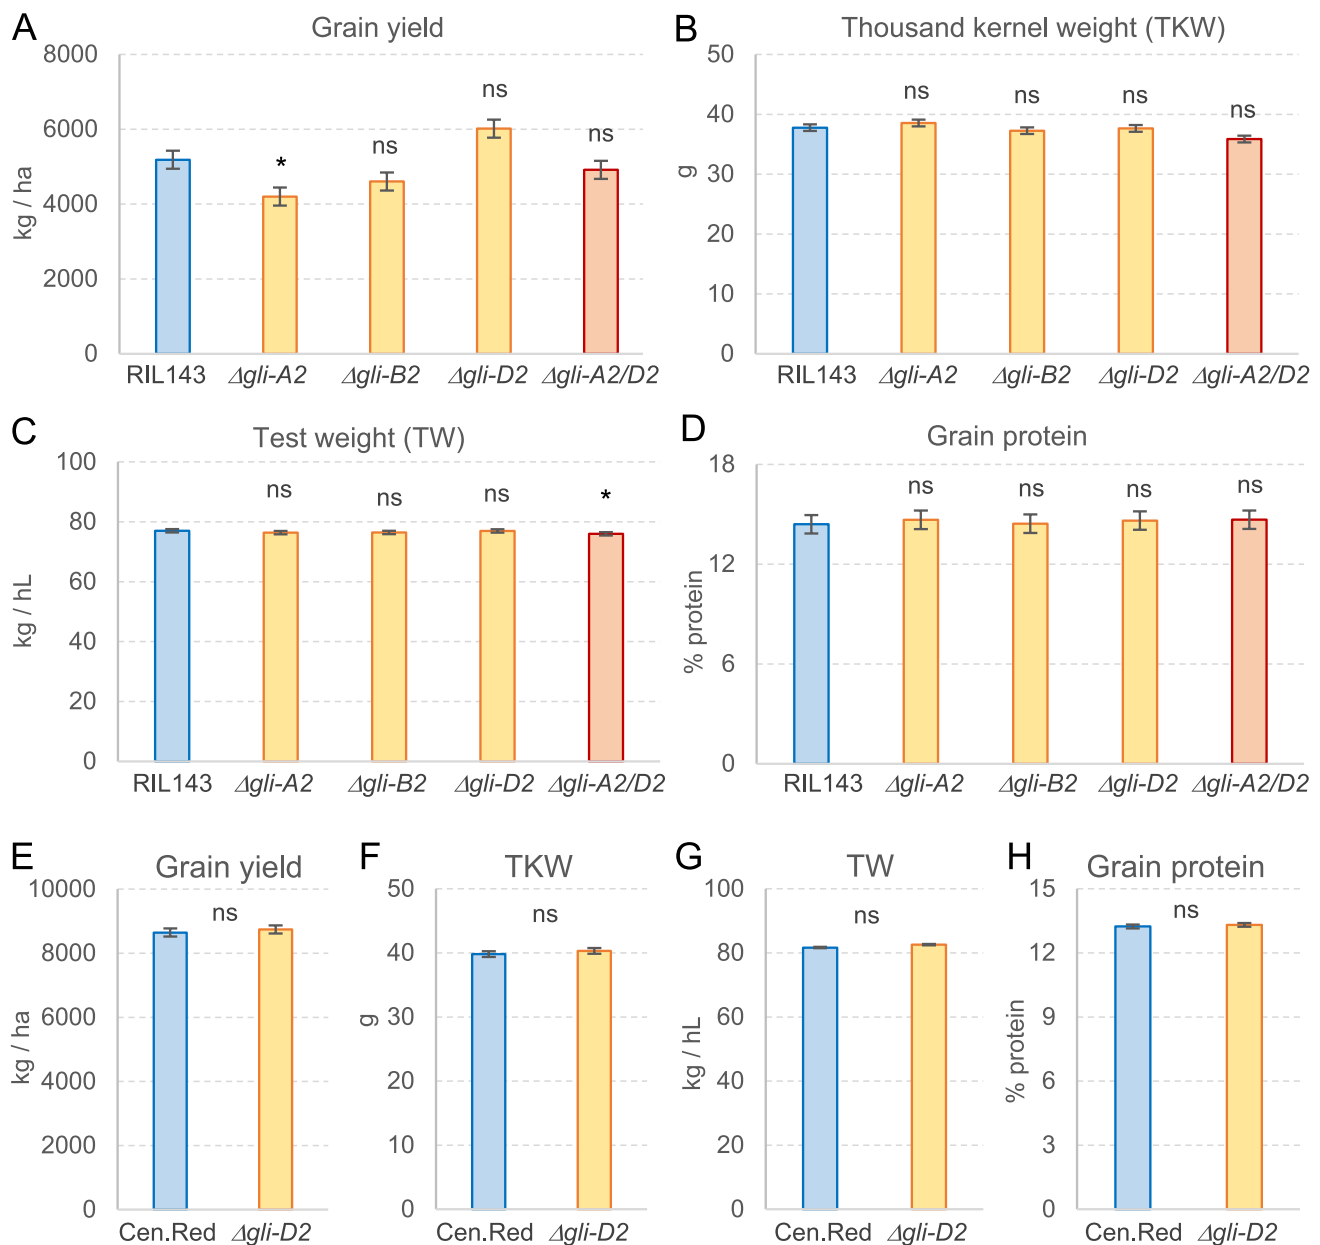 A
Grain yield
8000
6000
4000
2000
0
kg / ha
*
ns
ns
ns
RIL143 Δgli-A2 Δgli-B2 Δgli-D2 Δgli-A2/D2
B
Thousand kernel weight (TKW)
50
40
30
20
10
0
g
ns
ns
ns
ns
RIL143 Δgli-A2 Δgli-B2 Δgli-D2 Δgli-A2/D2
C
Test weight (TW)
100
80
60
40
20
0
kg / hL
ns
ns
ns
*
RIL143 Δgli-A2 Δgli-B2 Δgli-D2 Δgli-A2/D2
D
Grain protein
18
12
6
0
% protein
ns
ns
ns
ns
RIL143 Δgli-A2 Δgli-B2 Δgli-D2 Δgli-A2/D2
E
Grain yield
10000
8000
6000
4000
2000
0
kg / ha
ns
Cen.Red Δgli-D2
F
TKW
50
40
30
20
10
0
g
ns
Cen.Red Δgli-D2
G
TW
100
80
60
40
20
0
kg / hL
ns
Cen.Red Δgli-D2
H
Grain protein
15
12
9
6
3
0
% protein
ns
Cen.Red Δgli-D2